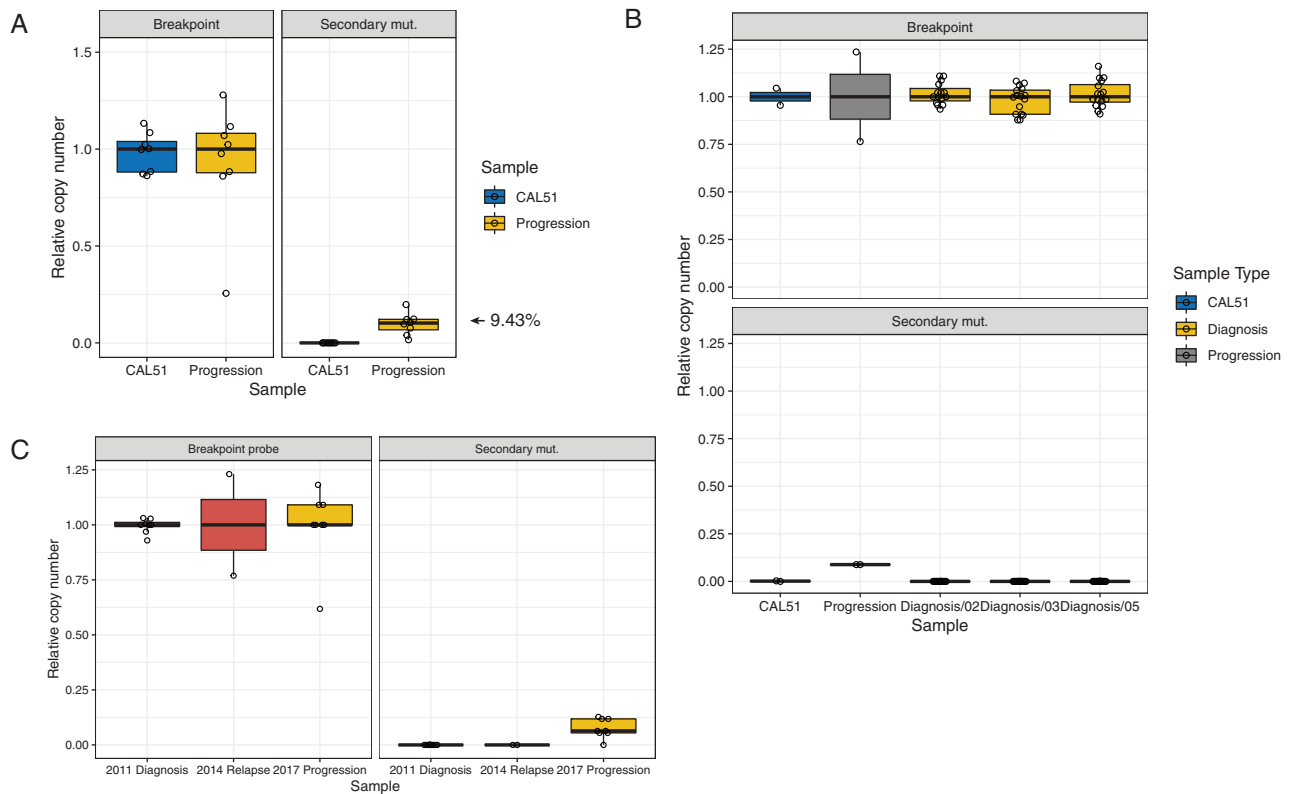 A
Breakpoint
Secondary mut.
Relative copy number
1.5
1.0
0.5
0.0
9.43%
CAL51
Progression
CAL51
Progression
Sample
Sample
CAL51
Progression
B
Breakpoint
Relative copy number
1.25
1.00
0.75
0.50
0.25
0.00
Secondary mut.
1.25
1.00
0.75
0.50
0.25
0.00
CAL51
Progression
Diagnosis/02
Diagnosis/03
Diagnosis/05
Sample
Sample Type
CAL51
Diagnosis
Progression
C
Breakpoint probe
Secondary mut.
Relative copy number
1.25
1.00
0.75
0.50
0.25
0.00
2011 Diagnosis
2014 Relapse
2017 Progression
2011 Diagnosis
2014 Relapse
2017 Progression
Sample